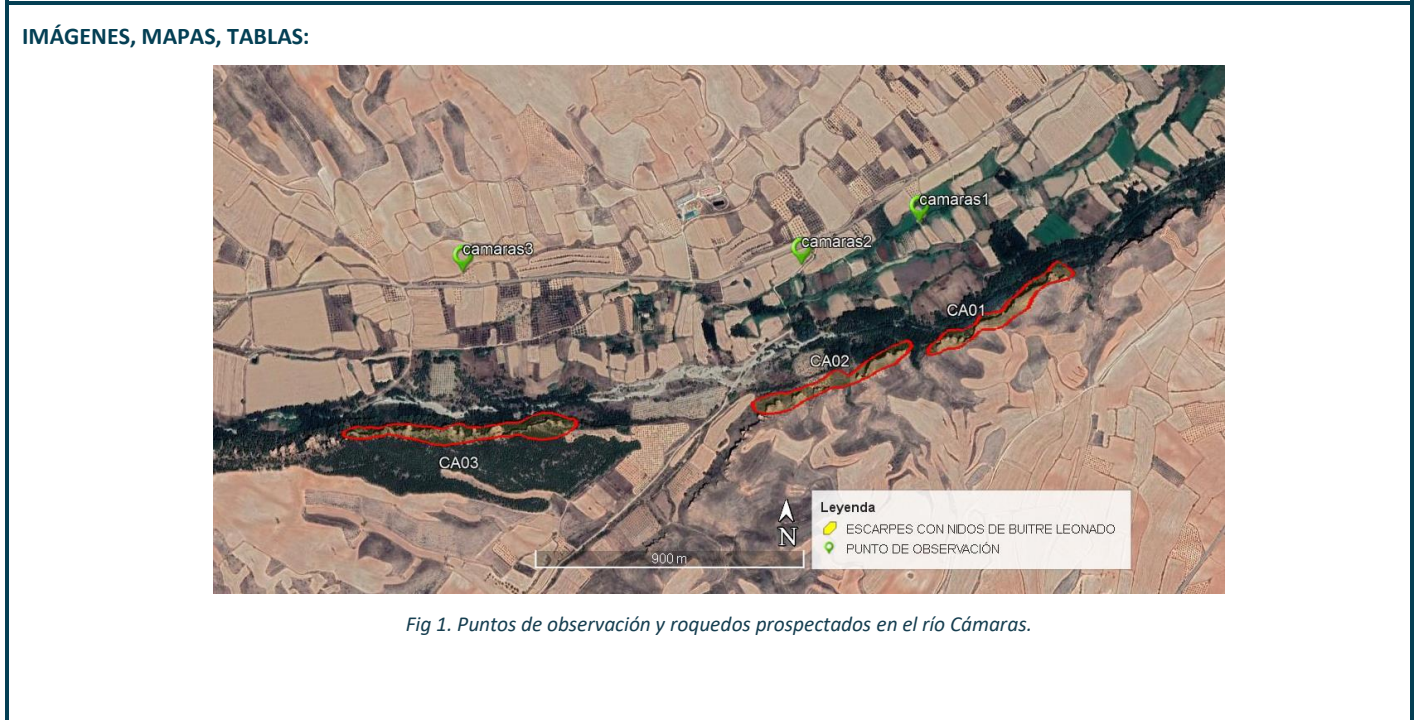 IMÁGENES, MAPAS, TABLAS:
camaras1
camaras2
camaras3
CA01
CA02
CA03
Leyenda
ESCARPES CON NIDOS DE BUITRE LEONADO
PUNTO DE OBSERVACIÓN
N
900 m
Fig 1. Puntos de observación y roquedos prospectados en el río Cámaras.